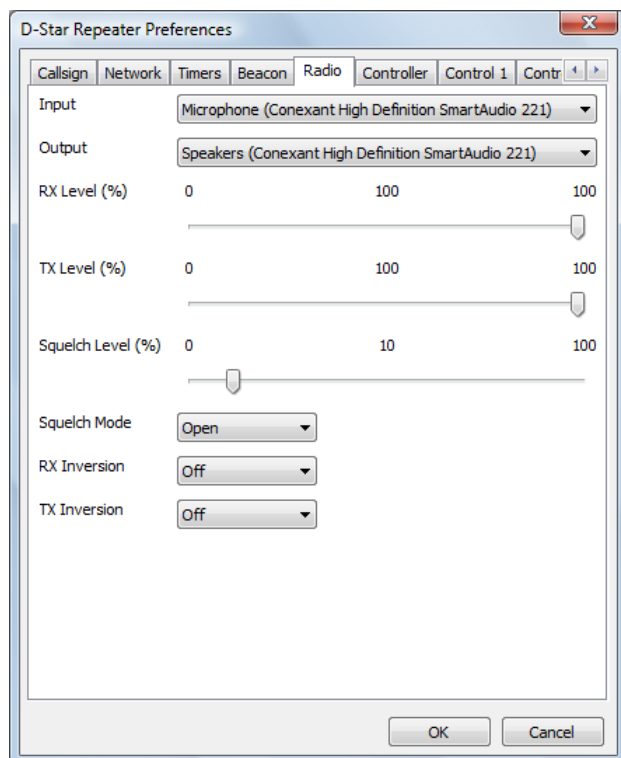 D-Star Repeater Preferences
Callsign Network Timers Beacon Radio Controller Control 1 Contr
Input Microphone (Conexant High Definition SmartAudio 221)
Output Speakers (Conexant High Definition SmartAudio 221)
RX Level (%) 0 100 100
TX Level (%) 0 100 100
Squelch Level (%) 0 10 100
Squelch Mode Open
RX Inversion Off
TX Inversion Off
OK Cancel